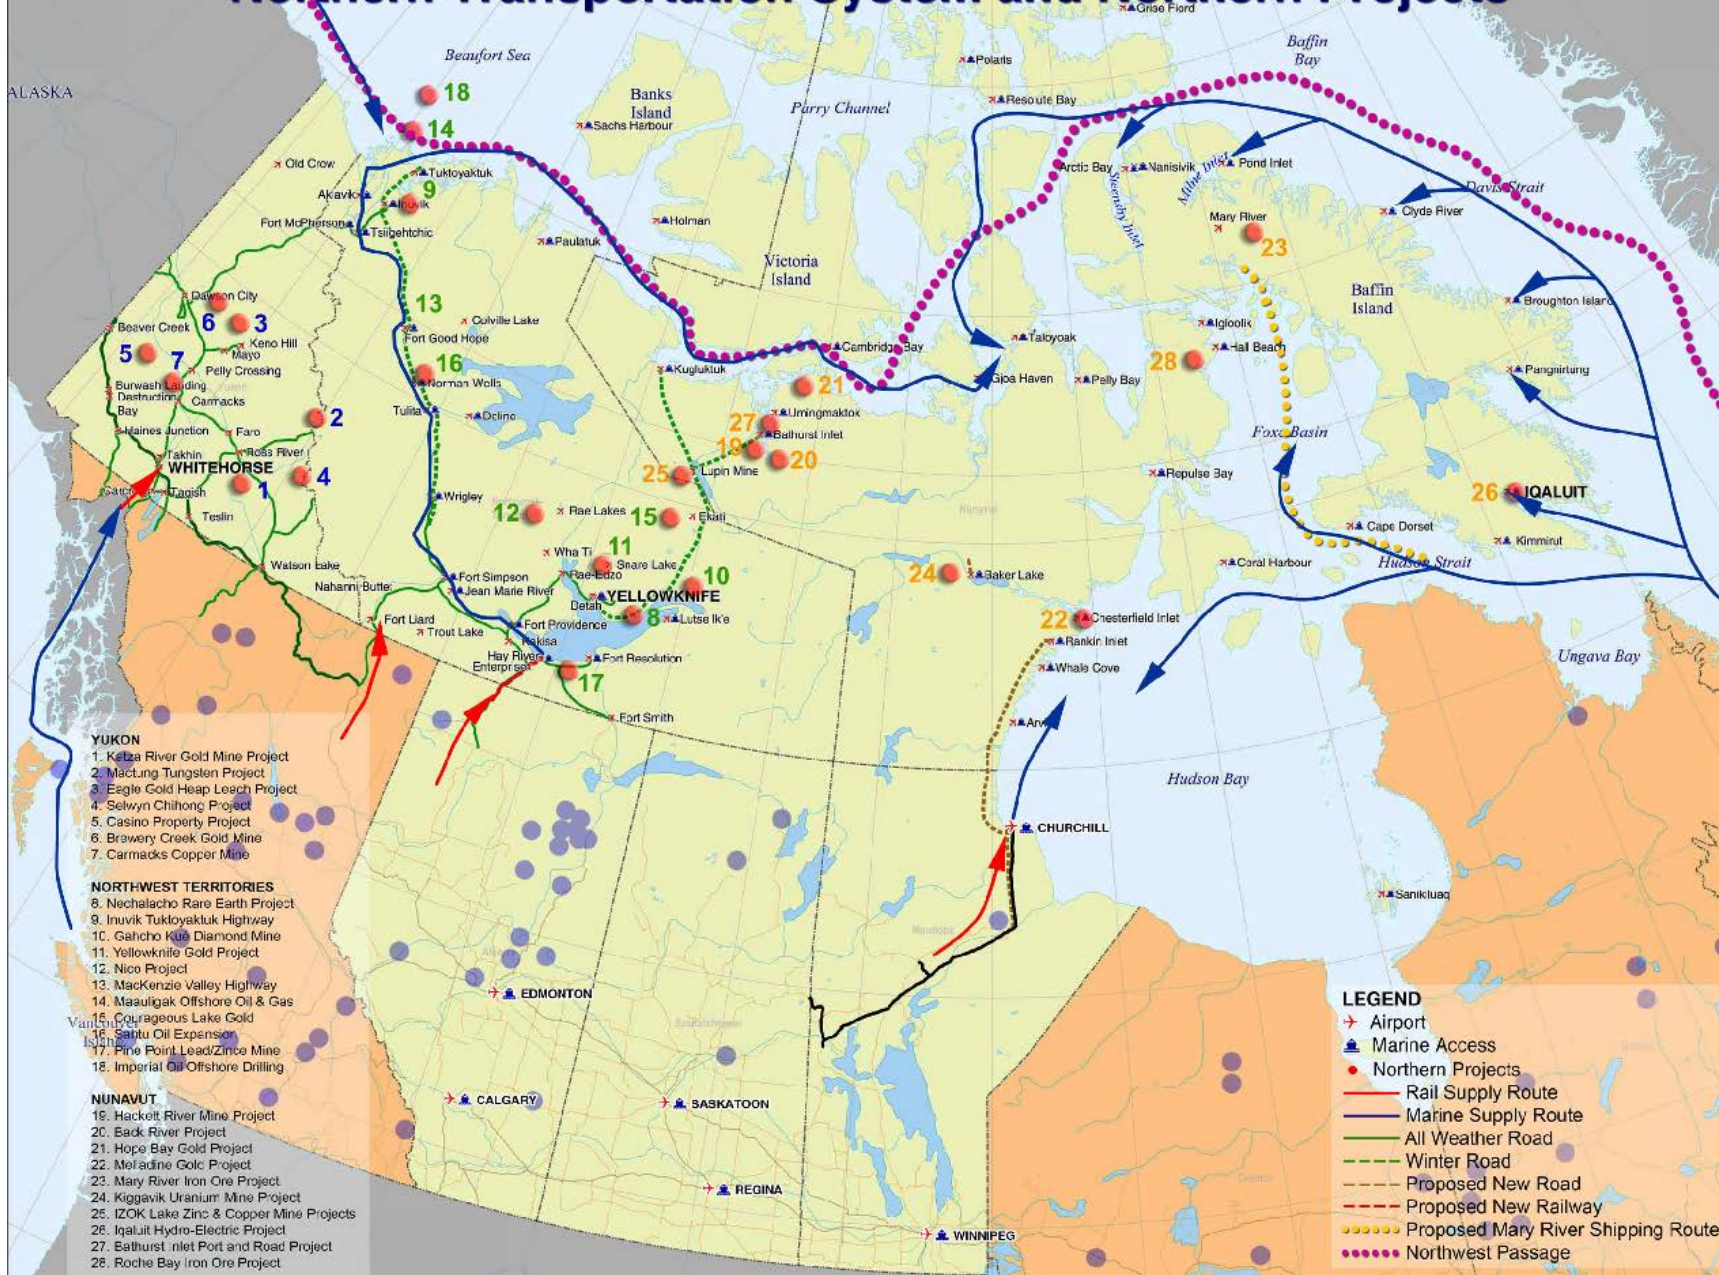 Northern Transportation System and Northern Projects
Grise Fiord
Baffin
Bay
Beaufort Sea
Polaris
ALASKA
18
Banks
Island
Parry Channel
Resolute Bay
14
Sachs Harbour
Old Crow
Tuktoyaktuk
Arctic Bay
Nanisivik
Milne Inlet
Pond Inlet
Steensby Inlet
Davis Strait
Aklavik
9
Inuvik
Clyde River
Fort McPherson
Tsiigehtchic
Holman
Paulatuk
Mary River
23
Victoria
Island
Baffin
Island
Dawson City
6
3
13
Broughton Island
Beaver Creek
Keno Hill
Colville Lake
Fort Good Hope
Igloolik
Taloyoak
5
7
Mayo
Cambridge Bay
Hall Beach
28
Pelly Crossing
16
Kugluktuk
Gjoa Haven
Pelly Bay
Pangnirtung
Burwash Landing
Destruction
Bay
Carmacks
Norman Wells
21
Tulita
Deline
Umingmaktok
2
27
Haines Junction
Faro
Bathurst Inlet
Foxe Basin
Takhin
Ross River
19
20
WHITEHORSE
25
Lupin Mine
Repulse Bay
4
1
Tagish
Wrigley
26
IQALUIT
Teslin
12
Rae Lakes
15
Ekati
Cape Dorset
Kimmirut
Wha Ti
11
Snare Lake
Hudson Strait
Watson Lake
Coral Harbour
Nahanni Butte
Fort Simpson
Rae-Edzo
10
24
Baker Lake
Jean Marie River
YELLOWKNIFE
Detah
8
Lutse Ik'e
Fort Liard
Trout Lake
Fort Providence
Kakisa
22
Chesterfield Inlet
Rankin Inlet
Hay River
Enterprise
Fort Resolution
Whale Cove
Ungava Bay
17
Fort Smith
Hudson Bay
CHURCHILL
Sanikiluaq
Manitoba
EDMONTON
Saskatchewan
Vancouver
Island
CALGARY
SASKATOON
REGINA
WINNIPEG
YUKON
1. Ketza River Gold Mine Project
2. Mactung Tungsten Project
3. Eagle Gold Heap Leach Project
4. Selwyn Chihong Project
5. Casino Property Project
6. Brewery Creek Gold Mine
7. Carmacks Copper Mine
NORTHWEST TERRITORIES
8. Nechalacho Rare Earth Project
9. Inuvik Tuktoyaktuk Highway
10. Gahcho Kué Diamond Mine
11. Yellowknife Gold Project
12. Nico Project
13. MacKenzie Valley Highway
14. Maauligak Offshore Oil & Gas
15. Courageous Lake Gold
16. Sahtu Oil Expansion
17. Pine Point Lead/Zince Mine
18. Imperial Oil Offshore Drilling
NUNAVUT
19. Hackett River Mine Project
20. Back River Project
21. Hope Bay Gold Project
22. Meliadine Gold Project
23. Mary River Iron Ore Project
24. Kiggavik Uranium Mine Project
25. IZOK Lake Zinc & Copper Mine Projects
26. Iqaluit Hydro-Electric Project
27. Bathurst Inlet Port and Road Project
28. Roche Bay Iron Ore Project
LEGEND
Airport
Marine Access
Northern Projects
Rail Supply Route
Marine Supply Route
All Weather Road
Winter Road
Proposed New Road
Proposed New Railway
Proposed Mary River Shipping Route
Northwest Passage